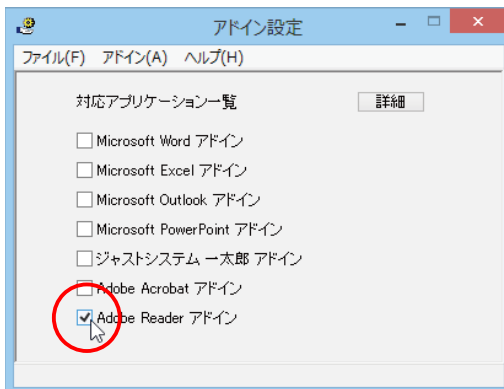 アドイン設定
ファイル(F) アドイン(A) ヘルプ(H)
対応アプリケーション一覧 詳細
Microsoft Word アドイン
Microsoft Excel アドイン
Microsoft Outlook アドイン
Microsoft PowerPoint アドイン
ジャストシステム 一太郎 アドイン
Adobe Acrobat アドイン
Adobe Reader アドイン